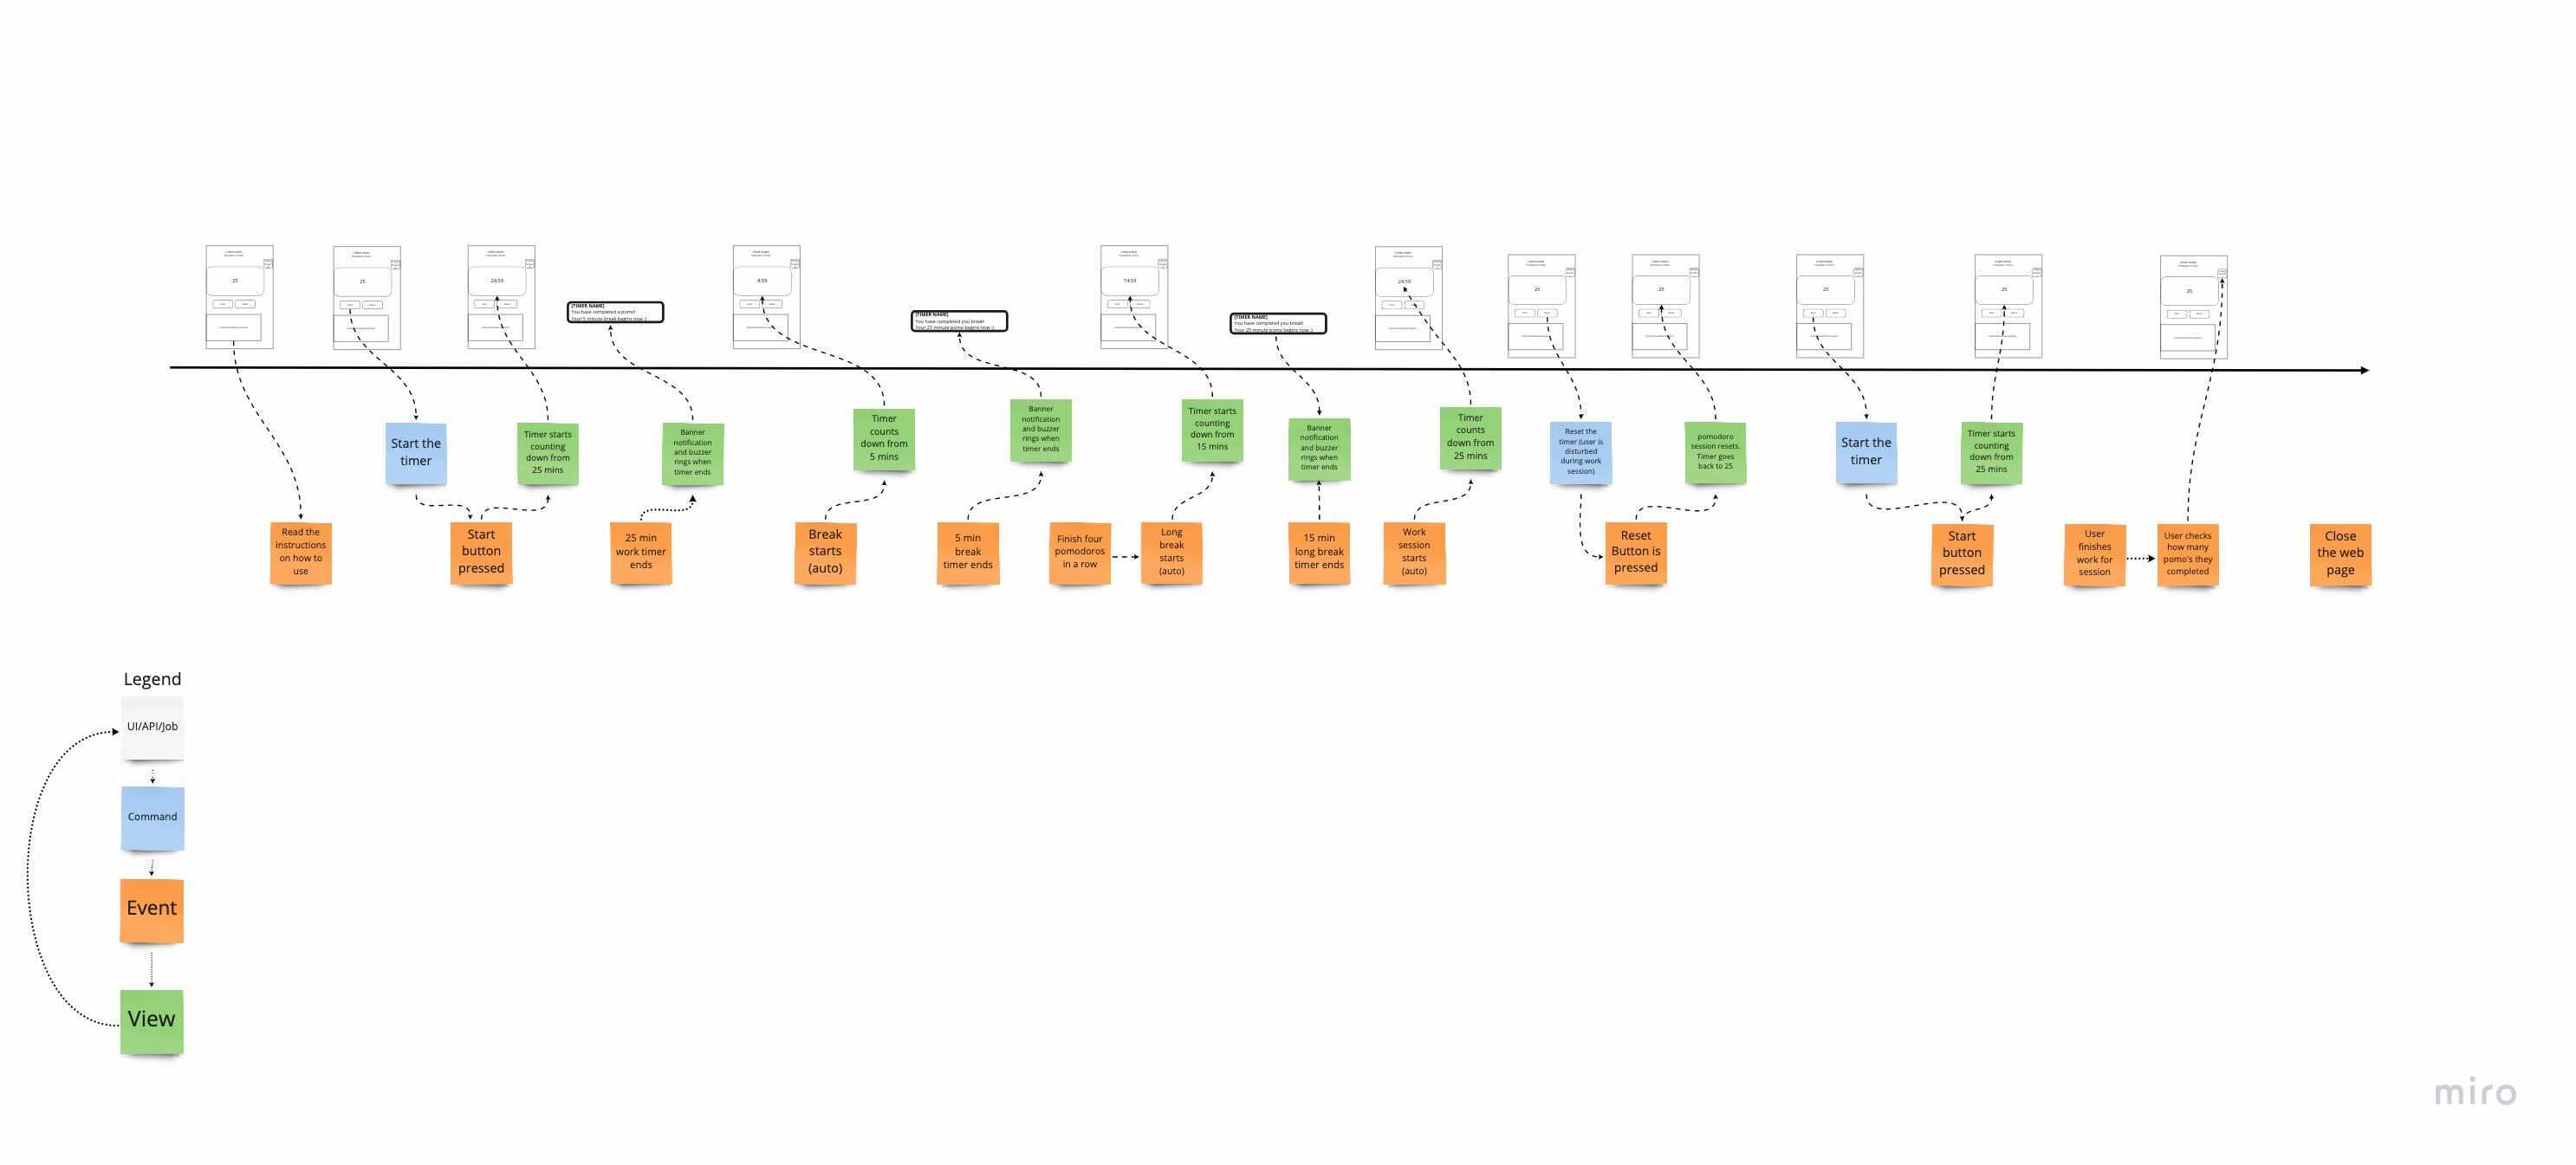 25
25
24:59
[TIMER NAME]
You have completed a pomo!
Your 5 minute break begins now :)
4:59
[TIMER NAME]
You have completed you break!
Your 25 minute pomo begins now :)
14:59
[TIMER NAME]
You have completed you break!
Your 25 minute pomo begins now :)
24:59
25
25
25
25
25
Start the
timer
Timer starts
counting
down from
25 mins
Banner
notification
and buzzer
rings when
timer ends
Timer
counts
down from
5 mins
Banner
notification
and buzzer
rings when
timer ends
Timer starts
counting
down from
15 mins
Banner
notification
and buzzer
rings when
timer ends
Timer
counts
down from
25 mins
Reset the
timer (user is
disturbed
during work
session)
pomodoro
session resets.
Timer goes
back to 25
Start the
timer
Timer starts
counting
down from
25 mins
Read the
instructions
on how to
use
Start
button
pressed
25 min
work timer
ends
Break
starts
(auto)
5 min
break
timer ends
Finish four
pomodoros
in a row
Long
break
starts
(auto)
15 min
long break
timer ends
Work
session
starts
(auto)
Reset
Button is
pressed
Start
button
pressed
User
finishes
work for
session
User checks
how many
pomo's they
completed
Close
the web
page
Legend
UI/API/Job
Command
Event
View
miro